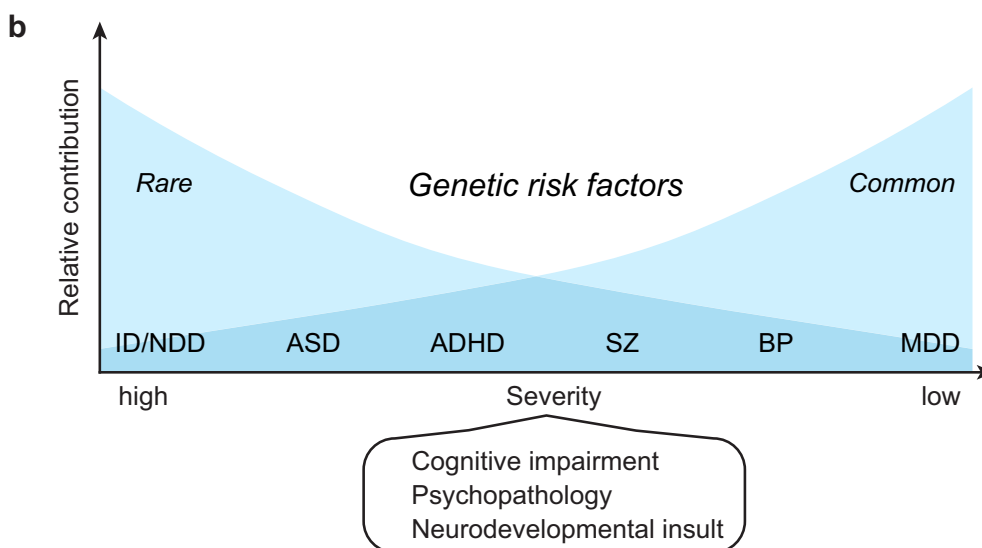 b
Relative contribution
Rare
Genetic risk factors
Common
ID/NDD ASD ADHD SZ BP MDD
high Severity low
Cognitive impairment
Psychopathology
Neurodevelopmental insult